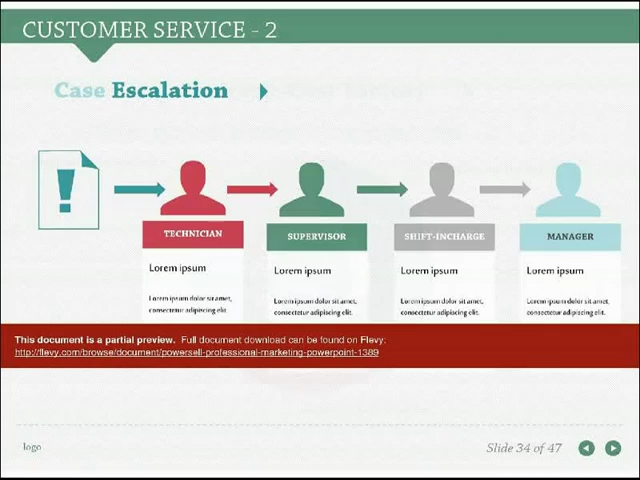 CUSTOMER SERVICE - 2
Case Escalation
TECHNICIAN
SUPERVISOR
SHIFT-INCHARGE
MANAGER
Lorem ipsum
Lorem ipsum
Lorem ipsum
Lorem ipsum
Lorem ipsum dolor sit amet,
consectetur adipiscing elit.
Lorem ipsum dolor sit amet,
consectetur adipiscing elit.
Lorem ipsum dolor sit amet,
consectetur adipiscing elit.
Lorem ipsum dolor sit amet,
consectetur adipiscing elit.
This document is a partial preview. Full document download can be found on Flevy:
http://flevy.com/browse/document/powersell-professional-marketing-powerpoint-1389
logo
Slide 34 of 47